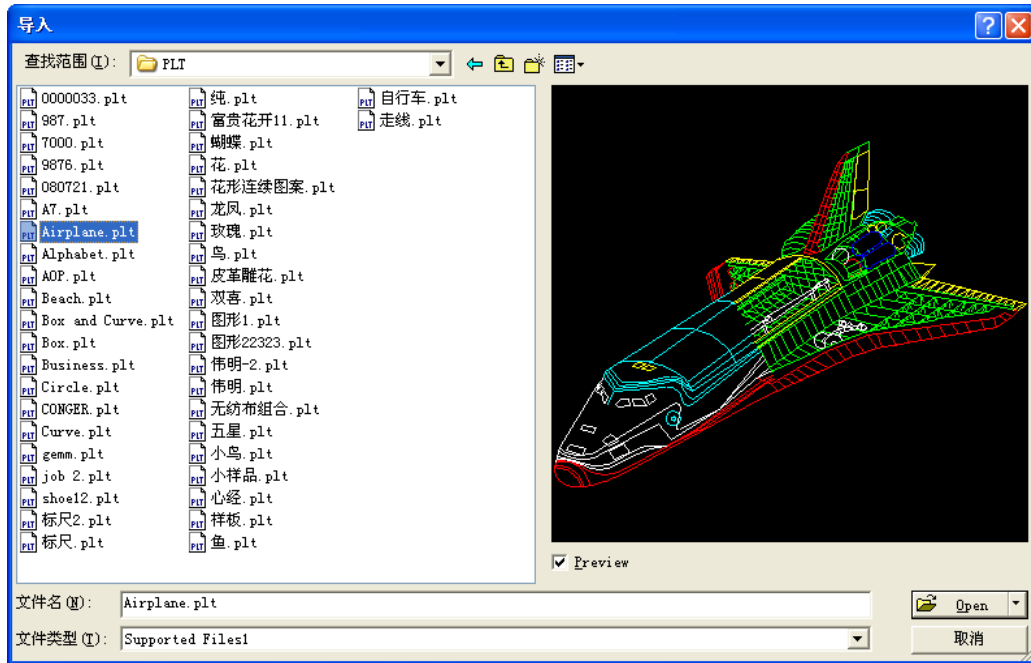 导入
查找范围(I):
PLT
0000033.plt
987.plt
7000.plt
9876.plt
080721.plt
A7.plt
Airplane.plt
Alphabet.plt
AOP.plt
Beach.plt
Box and Curve.plt
Box.plt
Business.plt
Circle.plt
CONGER.plt
Curve.plt
gemm.plt
job 2.plt
shoe12.plt
标尺2.plt
标尺.plt
纯.plt
富贵花开11.plt
蝴蝶.plt
花.plt
花形连续图案.plt
龙凤.plt
玫瑰.plt
鸟.plt
皮革雕花.plt
双喜.plt
图形1.plt
图形22323.plt
伟明-2.plt
伟明.plt
无纺布组合.plt
五星.plt
小鸟.plt
小样品.plt
心经.plt
样板.plt
鱼.plt
自行车.plt
走线.plt
Preview
文件名(N):
Airplane.plt
Open
文件类型(T):
Supported Files1
取消